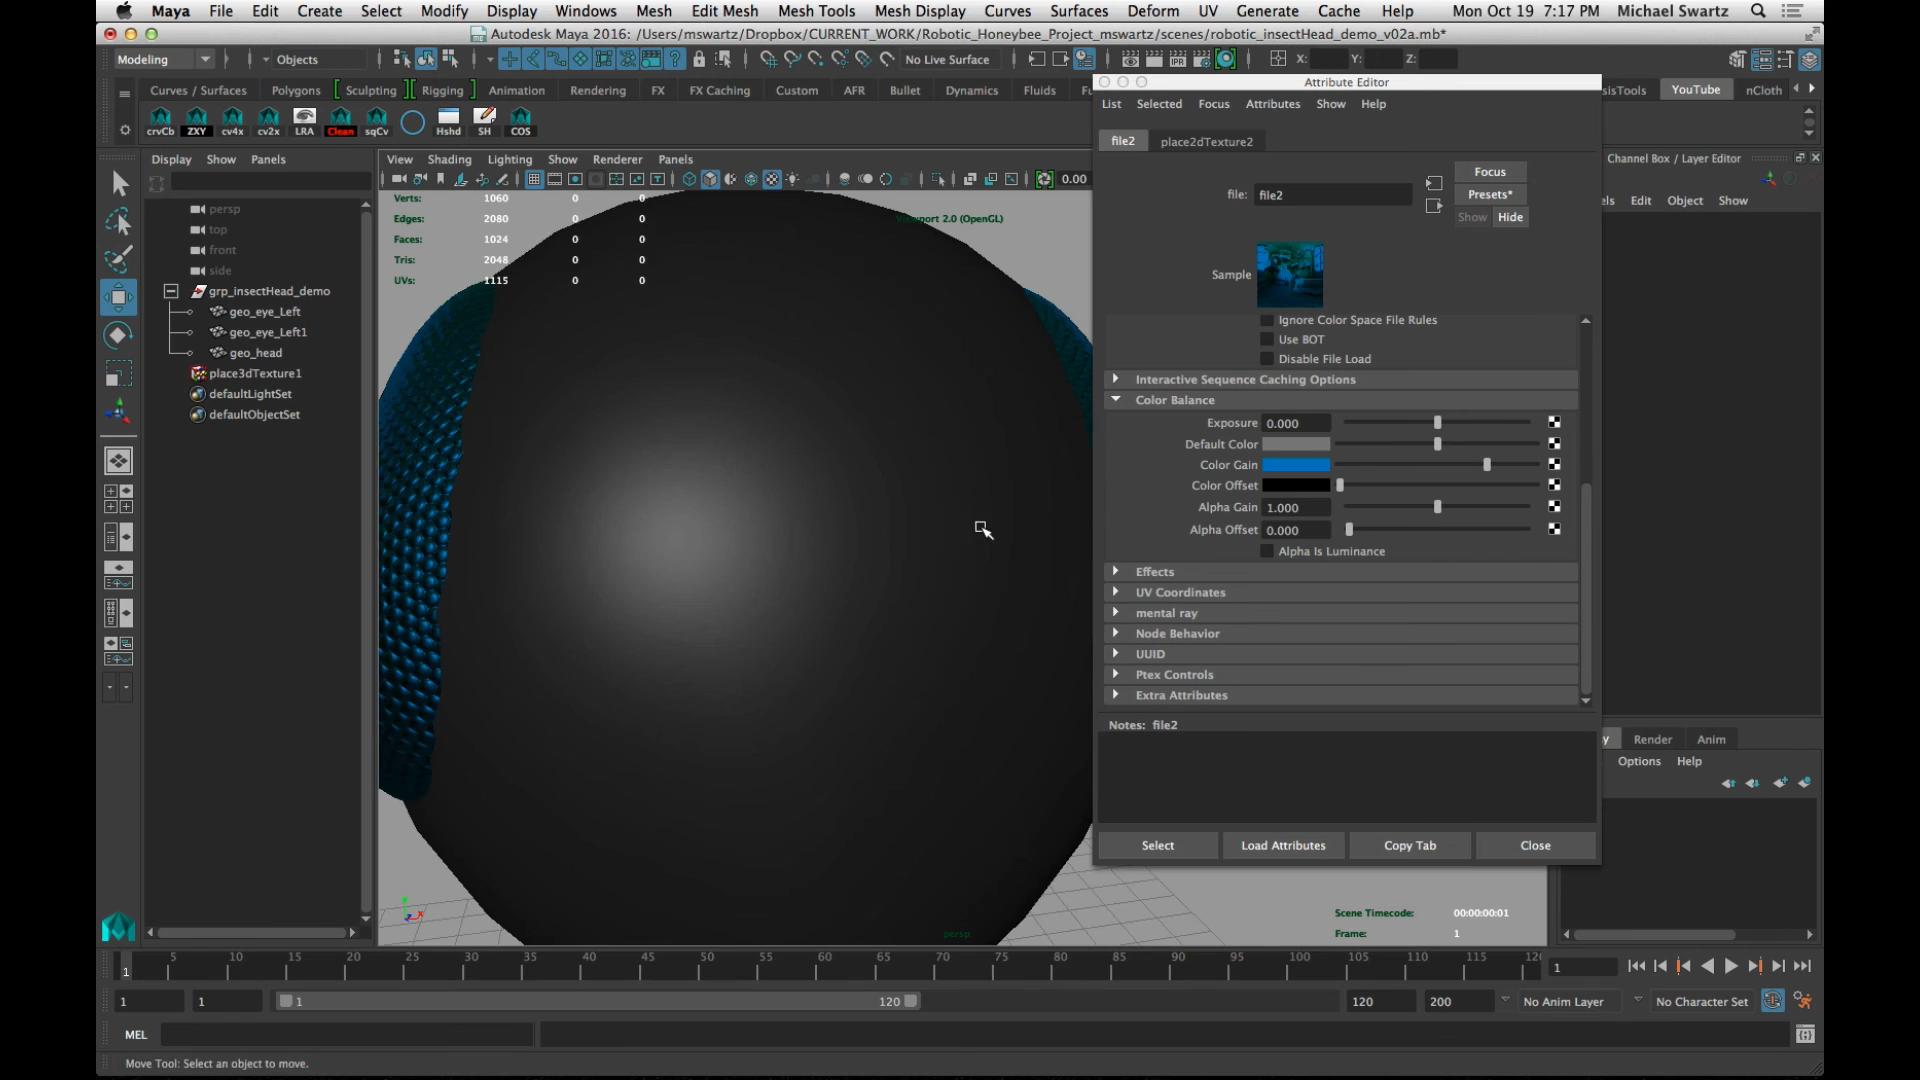 Maya File Edit Create Select Modify Display Windows Mesh Edit Mesh Mesh Tools Mesh Display Curves Surfaces Deform UV Generate Cache Help Mon Oct 19 7:17 PM Michael Swartz
Autodesk Maya 2016: /Users/mswartz/Dropbox/CURRENT_WORK/Robotic_Honeybee_Project_mswartz/scenes/robotic_insectHead_demo_v02a.mb*
Modeling Objects No Live Surface IPR X: Y: Z:
Curves / Surfaces Polygons Sculpting Rigging Animation Rendering FX FX Caching Custom AFR Bullet Dynamics Fluids YouTube nCloth
crvCb ZXY cv4x cv2x LRA Clean sqCv Hshd SH COS
Display Show Panels
persp
top
front
side
grp_insectHead_demo
geo_eye_Left
geo_eye_Left1
geo_head
place3dTexture1
defaultLightSet
defaultObjectSet
View Shading Lighting Show Renderer Panels
0.00
Verts: 1060 0 0
Edges: 2080 0 0
Faces: 1024 0 0
Tris: 2048 0 0
UVs: 1115 0 0
persp
Scene Timecode: 00:00:00:01
Frame: 1
Attribute Editor
List Selected Focus Attributes Show Help
file2 place2dTexture2
file: file2
Focus
Presets*
Show Hide
Sample
Ignore Color Space File Rules
Use BOT
Disable File Load
Interactive Sequence Caching Options
Color Balance
Exposure 0.000
Default Color
Color Gain
Color Offset
Alpha Gain 1.000
Alpha Offset 0.000
Alpha Is Luminance
Effects
UV Coordinates
mental ray
Node Behavior
UUID
Ptex Controls
Extra Attributes
Notes: file2
Select Load Attributes Copy Tab Close
Channel Box / Layer Editor
Edit Object Show
Render Anim
Options Help
1 5 10 15 20 25 30 35 40 45 50 55 60 65 70 75 80 85 90 95 100 105 110 115 1
1 1 1 120 120 200 No Anim Layer No Character Set
MEL
Move Tool: Select an object to move.